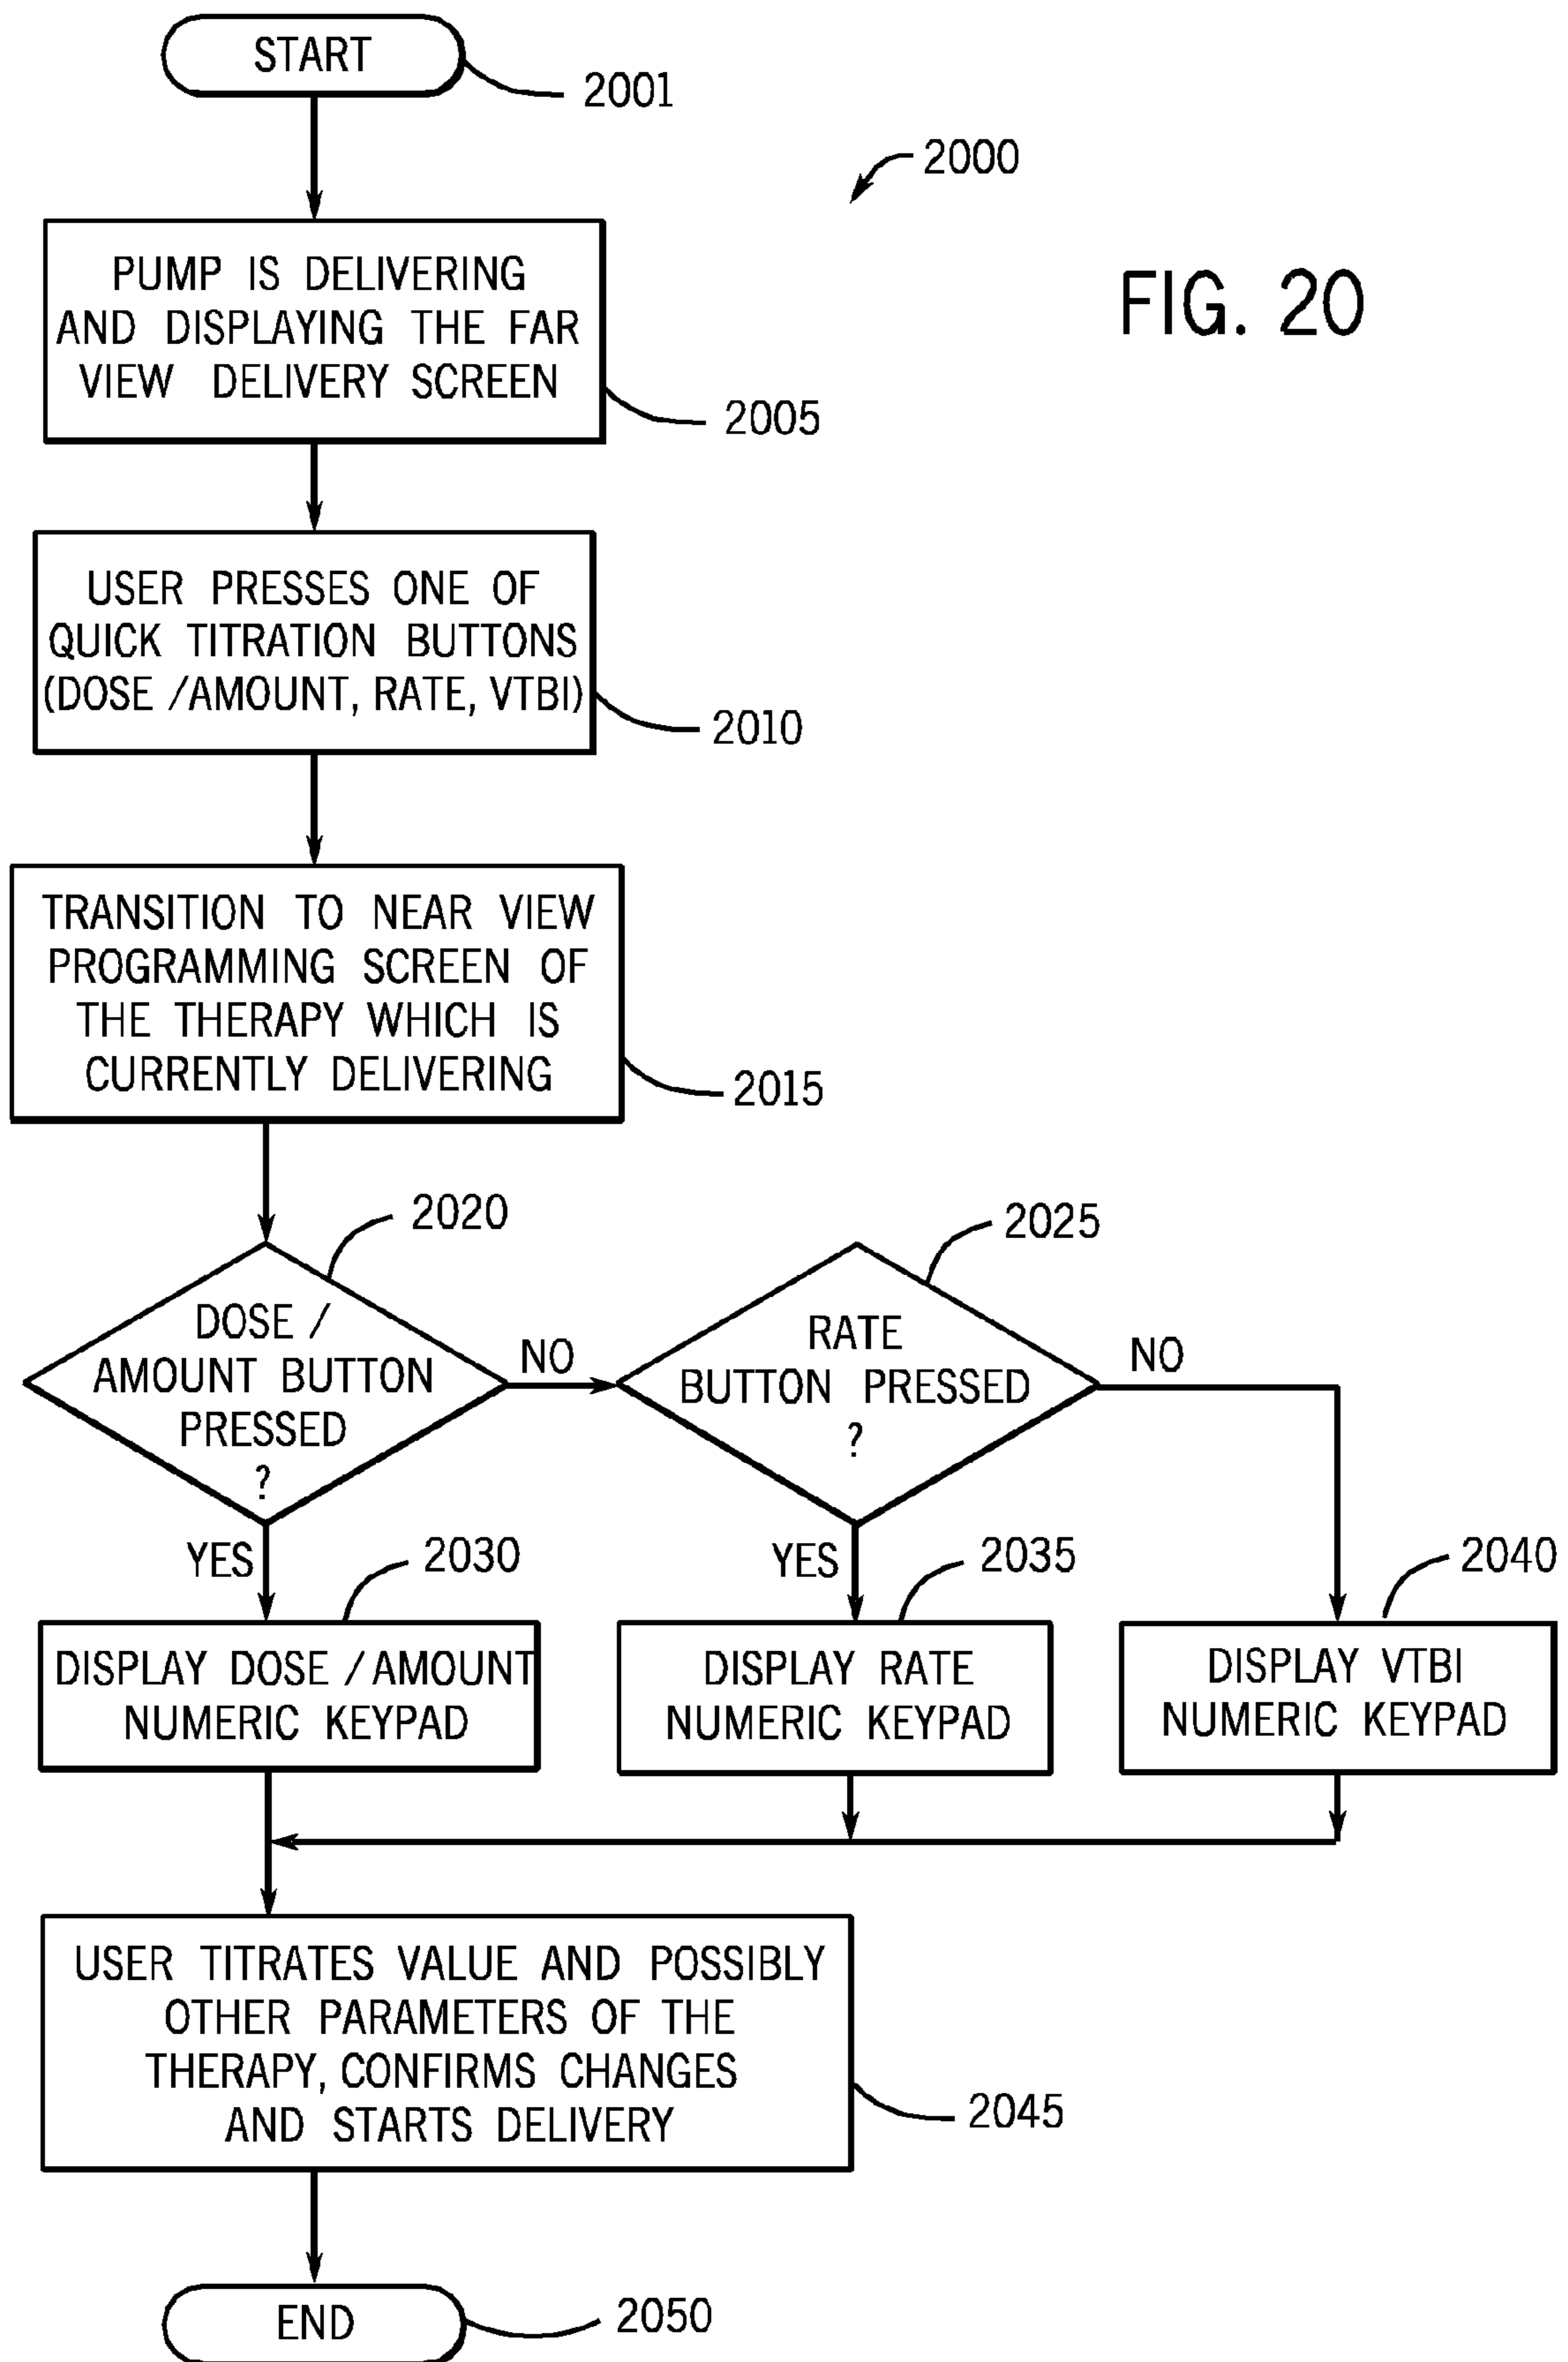 START
2001
2000
FIG. 20
PUMP IS DELIVERING
AND DISPLAYING THE FAR
VIEW DELIVERY SCREEN
2005
USER PRESSES ONE OF
QUICK TITRATION BUTTONS
(DOSE /AMOUNT, RATE, VTBI)
2010
TRANSITION TO NEAR VIEW
PROGRAMMING SCREEN OF
THE THERAPY WHICH IS
CURRENTLY DELIVERING
2015
2020
DOSE /
AMOUNT BUTTON
PRESSED
?
NO
2025
RATE
BUTTON PRESSED
?
NO
YES
2030
YES
2035
2040
DISPLAY DOSE /AMOUNT
NUMERIC KEYPAD
DISPLAY RATE
NUMERIC KEYPAD
DISPLAY VTBI
NUMERIC KEYPAD
USER TITRATES VALUE AND POSSIBLY
OTHER PARAMETERS OF THE
THERAPY, CONFIRMS CHANGES
AND STARTS DELIVERY
2045
END
2050